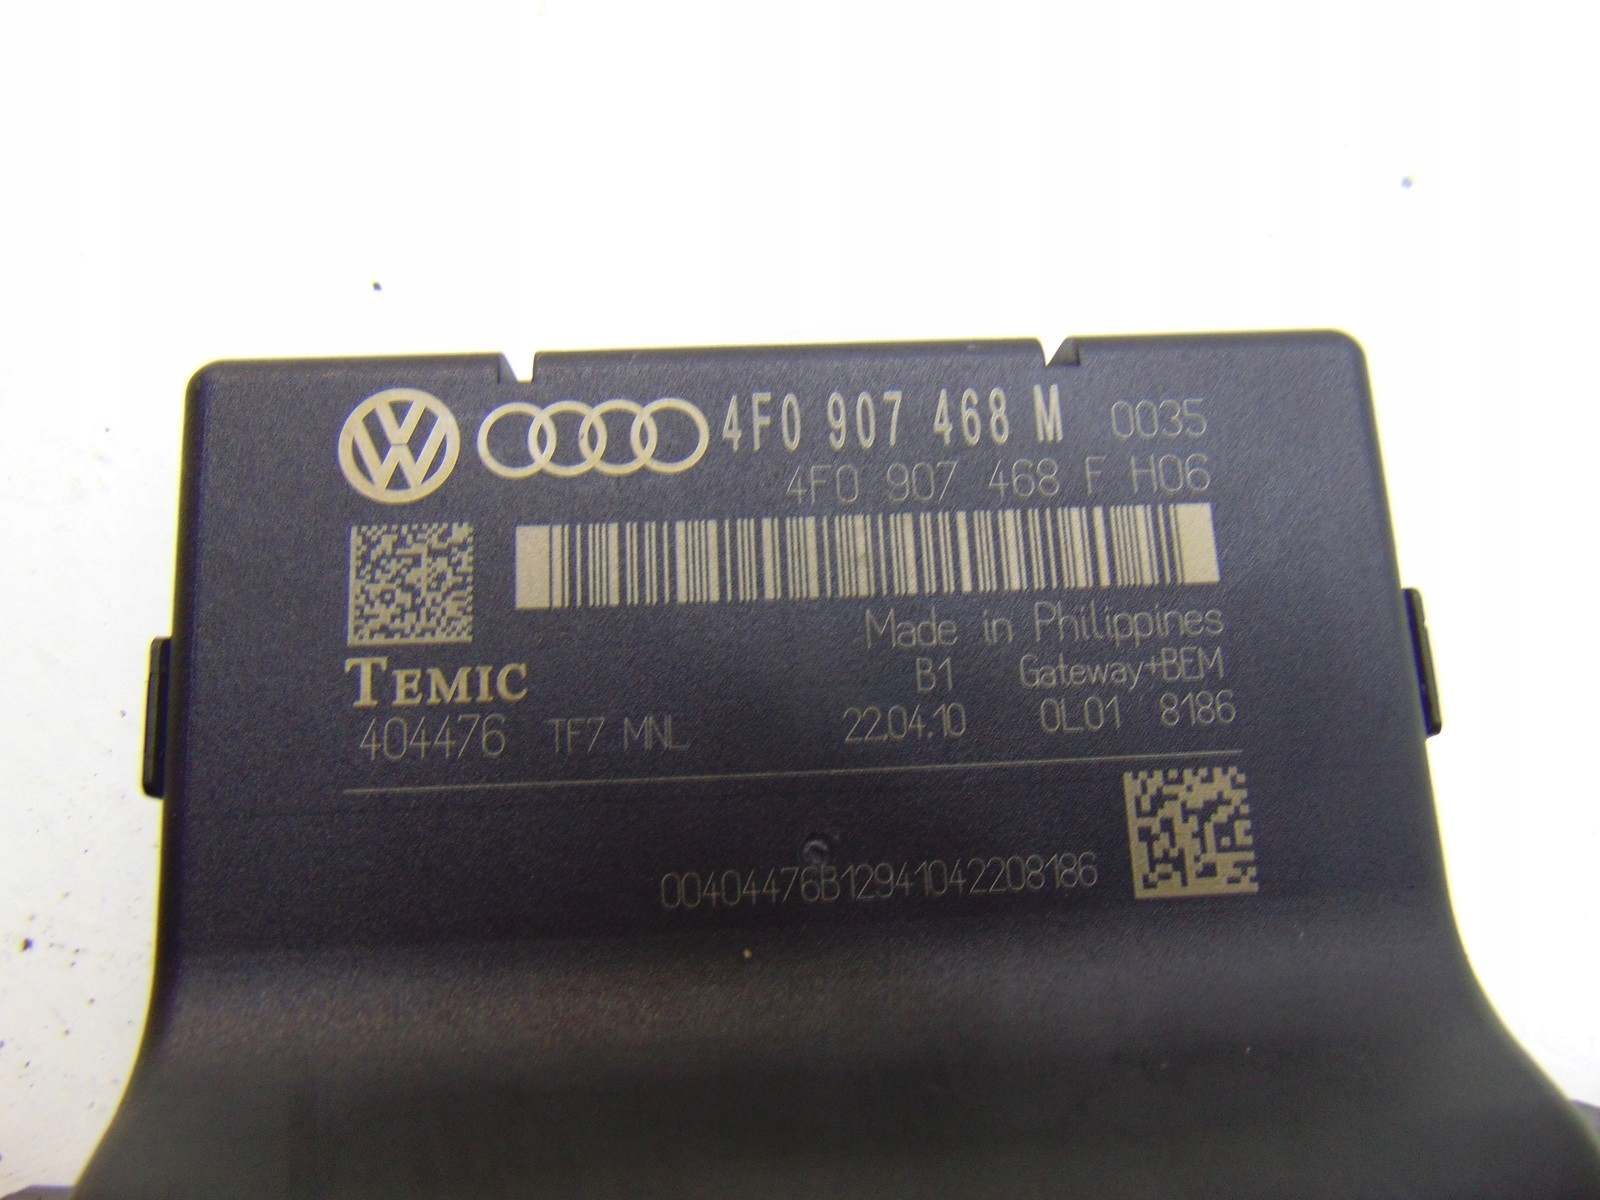 4F0 907 468 M 0035
4F0 907 468 F H06
Made in Philippines
TEMIC B1 Gateway+BEM
404476 TF7 MNL 22.04.10 0L01 8186
00404476B12941042208186